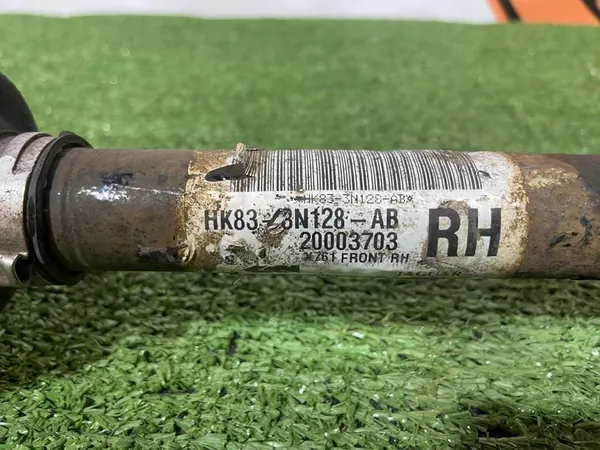 *HK83-3N128-AB*
HK83-3N128-AB
20003703
X761 FRONT RH
RH